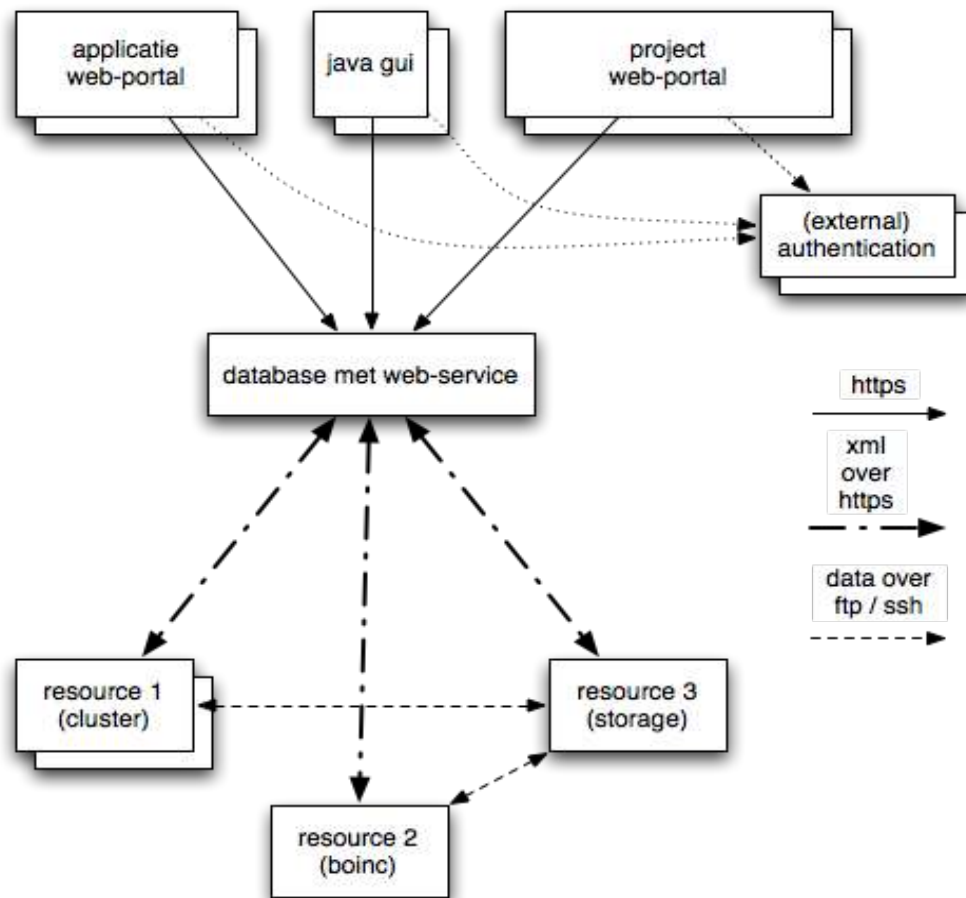 applicatie
web-portal
java gui
project
web-portal
(external)
authentication
database met web-service
https
xml
over
https
data over
ftp / ssh
resource 1
(cluster)
resource 3
(storage)
resource 2
(boinc)